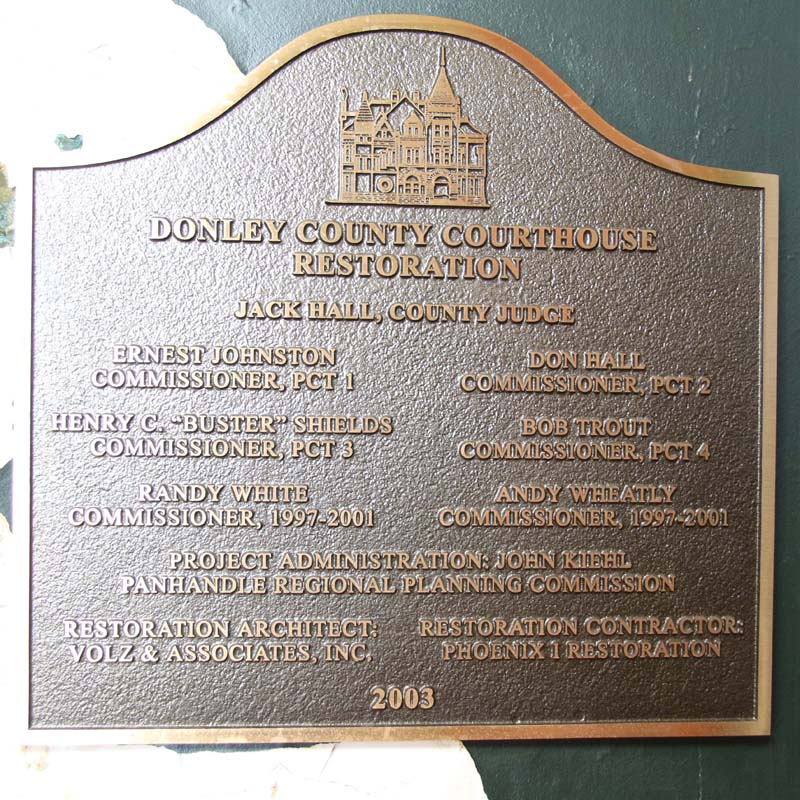 DONLEY COUNTY COURTHOUSE
RESTORATION
JACK HALL, COUNTY JUDGE
ERNEST JOHNSTON
COMMISSIONER, PCT 1
DON HALL
COMMISSIONER, PCT 2
HENRY C. "BUSTER" SHIELDS
COMMISSIONER, PCT 3
BOB TROUT
COMMISSIONER, PCT 4
RANDY WHITE
COMMISSIONER, 1997-2001
ANDY WHEATLY
COMMISSIONER, 1997-2001
PROJECT ADMINISTRATION: JOHN KIEHL
PANHANDLE REGIONAL PLANNING COMMISSION
RESTORATION ARCHITECT:
VOLZ & ASSOCIATES, INC.
RESTORATION CONTRACTOR:
PHOENIX I RESTORATION
2003